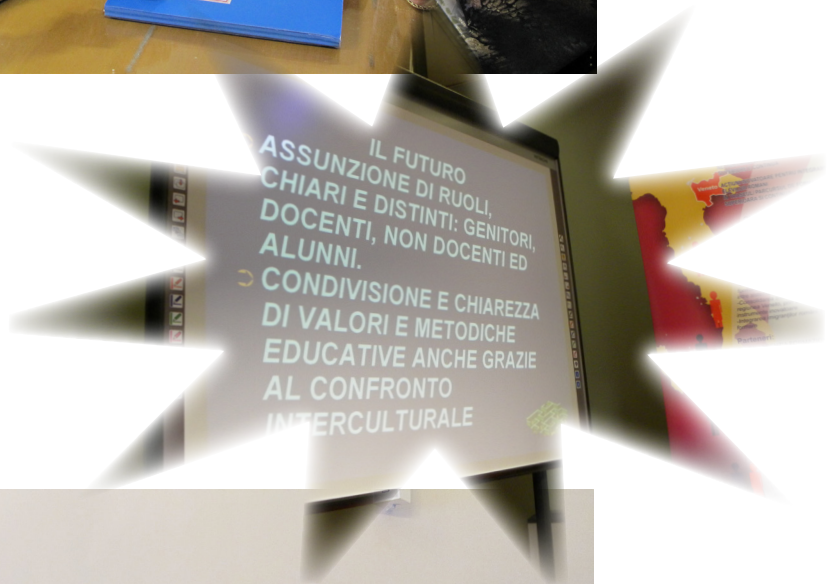 IL FUTURO
ASSUNZIONE DI RUOLI,
CHIARI E DISTINTI: GENITORI,
DOCENTI, NON DOCENTI ED
ALUNNI.
CONDIVISIONE E CHIAREZZA
DI VALORI E METODICHE
EDUCATIVE ANCHE GRAZIE
AL CONFRONTO
INTERCULTURALE